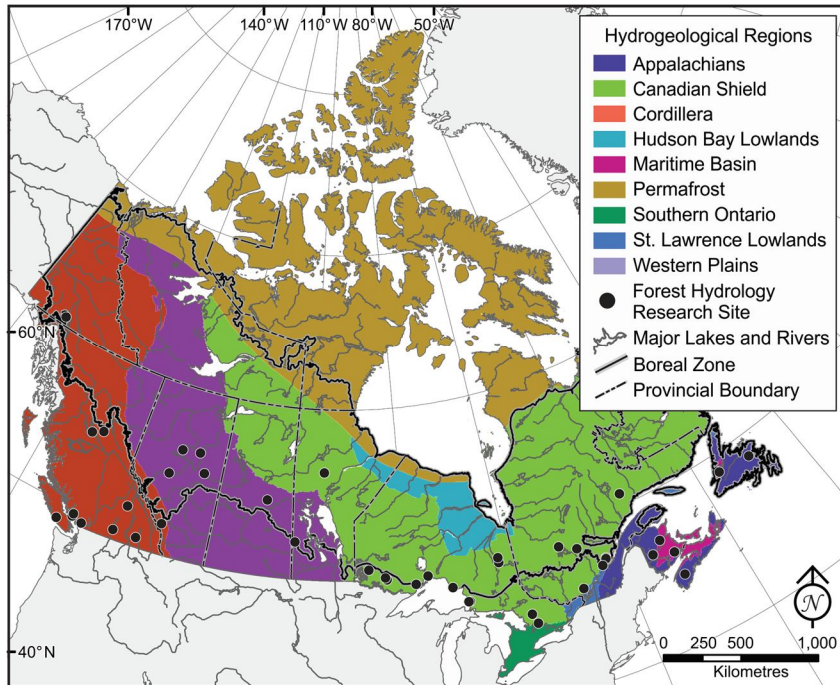 170°W
140°W
110°W
80°W
50°W
60°N
40°N
Hydrogeological Regions
Appalachians
Canadian Shield
Cordillera
Hudson Bay Lowlands
Maritime Basin
Permafrost
Southern Ontario
St. Lawrence Lowlands
Western Plains
Forest Hydrology
Research Site
Major Lakes and Rivers
Boreal Zone
Provincial Boundary
N
0 250 500 1,000
Kilometres